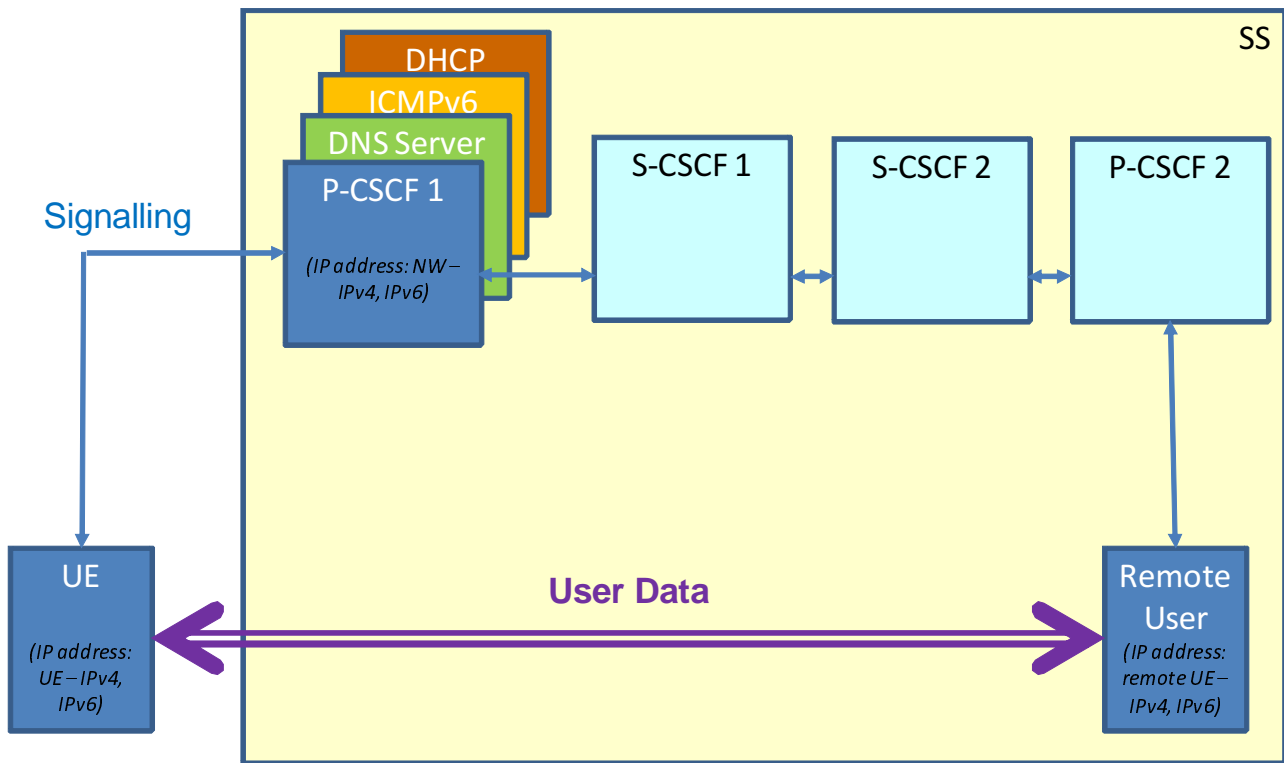 SS
DHCP
ICMPv6
DNS Server
P-CSCF 1
(IP address: NW–
IPv4, IPv6)
S-CSCF 1
S-CSCF 2
P-CSCF 2
Signalling
UE
(IP address:
UE–IPv4,
IPv6)
User Data
Remote
User
(IP address:
remote UE–
IPv4, IPv6)